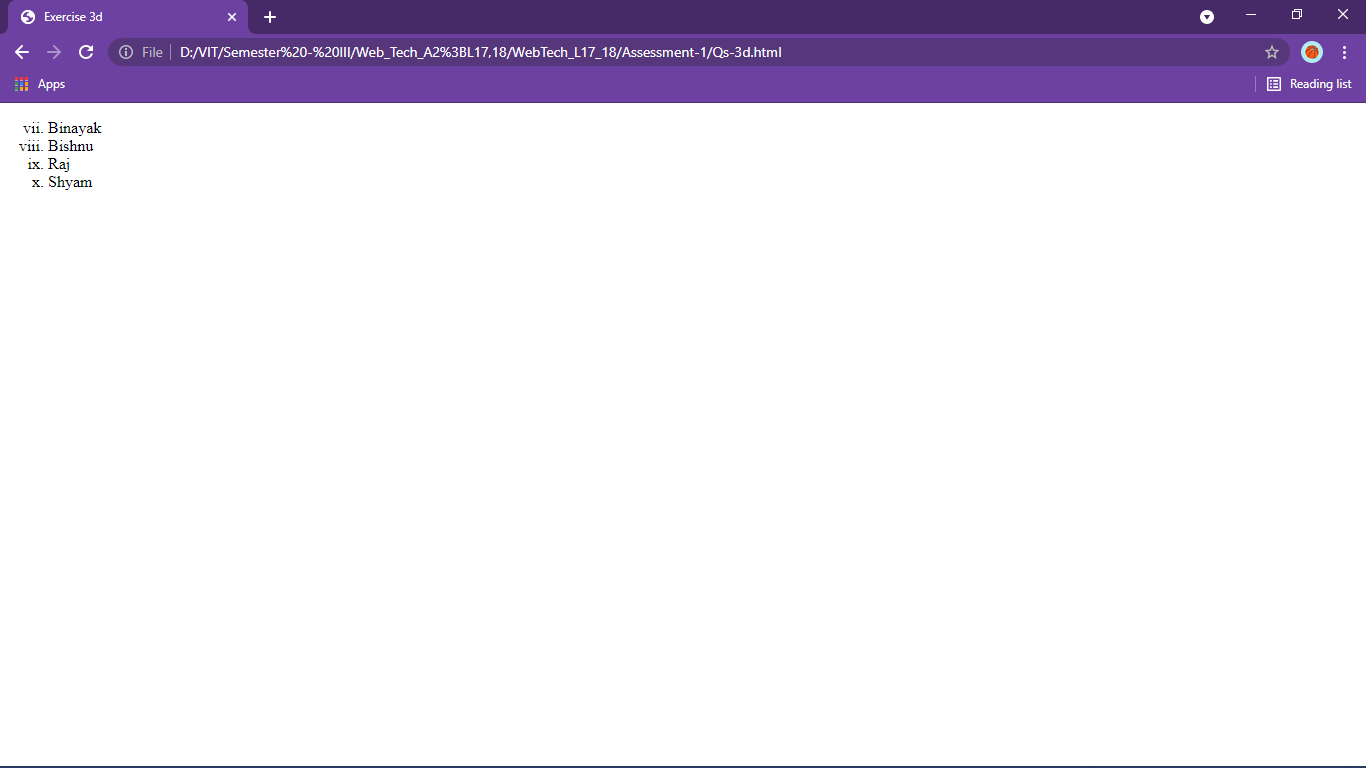 Exercise 3d
File D:/VIT/Semester%20-%20III/Web_Tech_A2%3BL17,18/WebTech_L17_18/Assessment-1/Qs-3d.html
Apps Reading list
vii. Binayak
viii. Bishnu
ix. Raj
x. Shyam